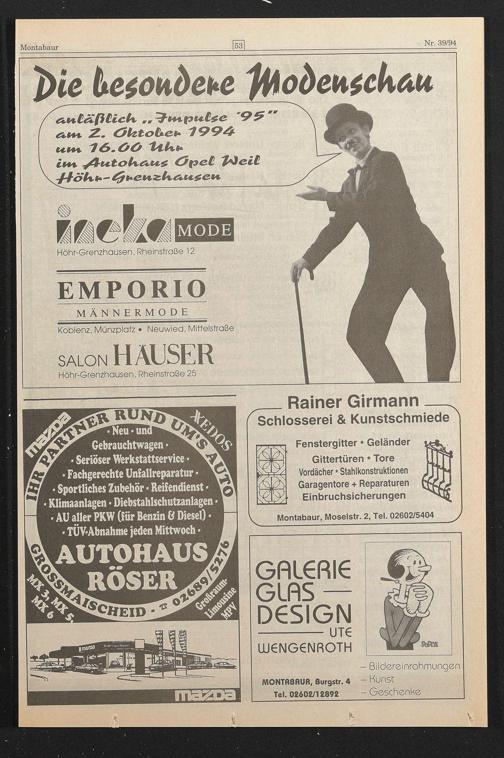 Montabaur
53
Nr. 39/94
Die besondere Modenschau
anläßlich „Impulse '95”
am 2. Oktober 1994
um 16.00 Uhr
im Autohaus Opel Weil
Höhr-Grenzhausen
ineka MODE
Höhr-Grenzhausen, Rheinstraße 12
EMPORIO
MÄNNERMODE
Koblenz, Münzplatz • Neuwied, Mittelstraße
SALON HÄUSER
Höhr-Grenzhausen, Rheinstraße 25
mazda
XEDOS
IHR PARTNER RUND UM'S AUTO
· Neu- und
Gebrauchtwagen ·
· Seriöser Werkstattservice ·
· Fachgerechte Unfallreparatur ·
· Sportliches Zubehör · Reifendienst ·
· Klimaanlagen · Diebstahlschutzanlagen ·
· AU aller PKW (für Benzin & Diesel) ·
· TÜV-Abnahme jeden Mittwoch ·
AUTOHAUS
RÖSER
GROSSMAISCHEID - ☎ 02689/5276
MX 3, MX 5,
MX 6
Großraum-
Limousine
MPV
mazda
mazda
Rainer Girmann
Schlosserei & Kunstschmiede
Fenstergitter • Geländer
Gittertüren • Tore
Vordächer • Stahlkonstruktionen
Garagentore + Reparaturen
Einbruchsicherungen
Montabaur, Moselstr. 2, Tel. 02602/5404
GALERIE
GLAS
DESIGN
UTE
WENGENROTH
MONTABAUR, Burgstr. 4
Tel. 02602/12892
– Bildereinrahmungen
– Kunst
– Geschenke